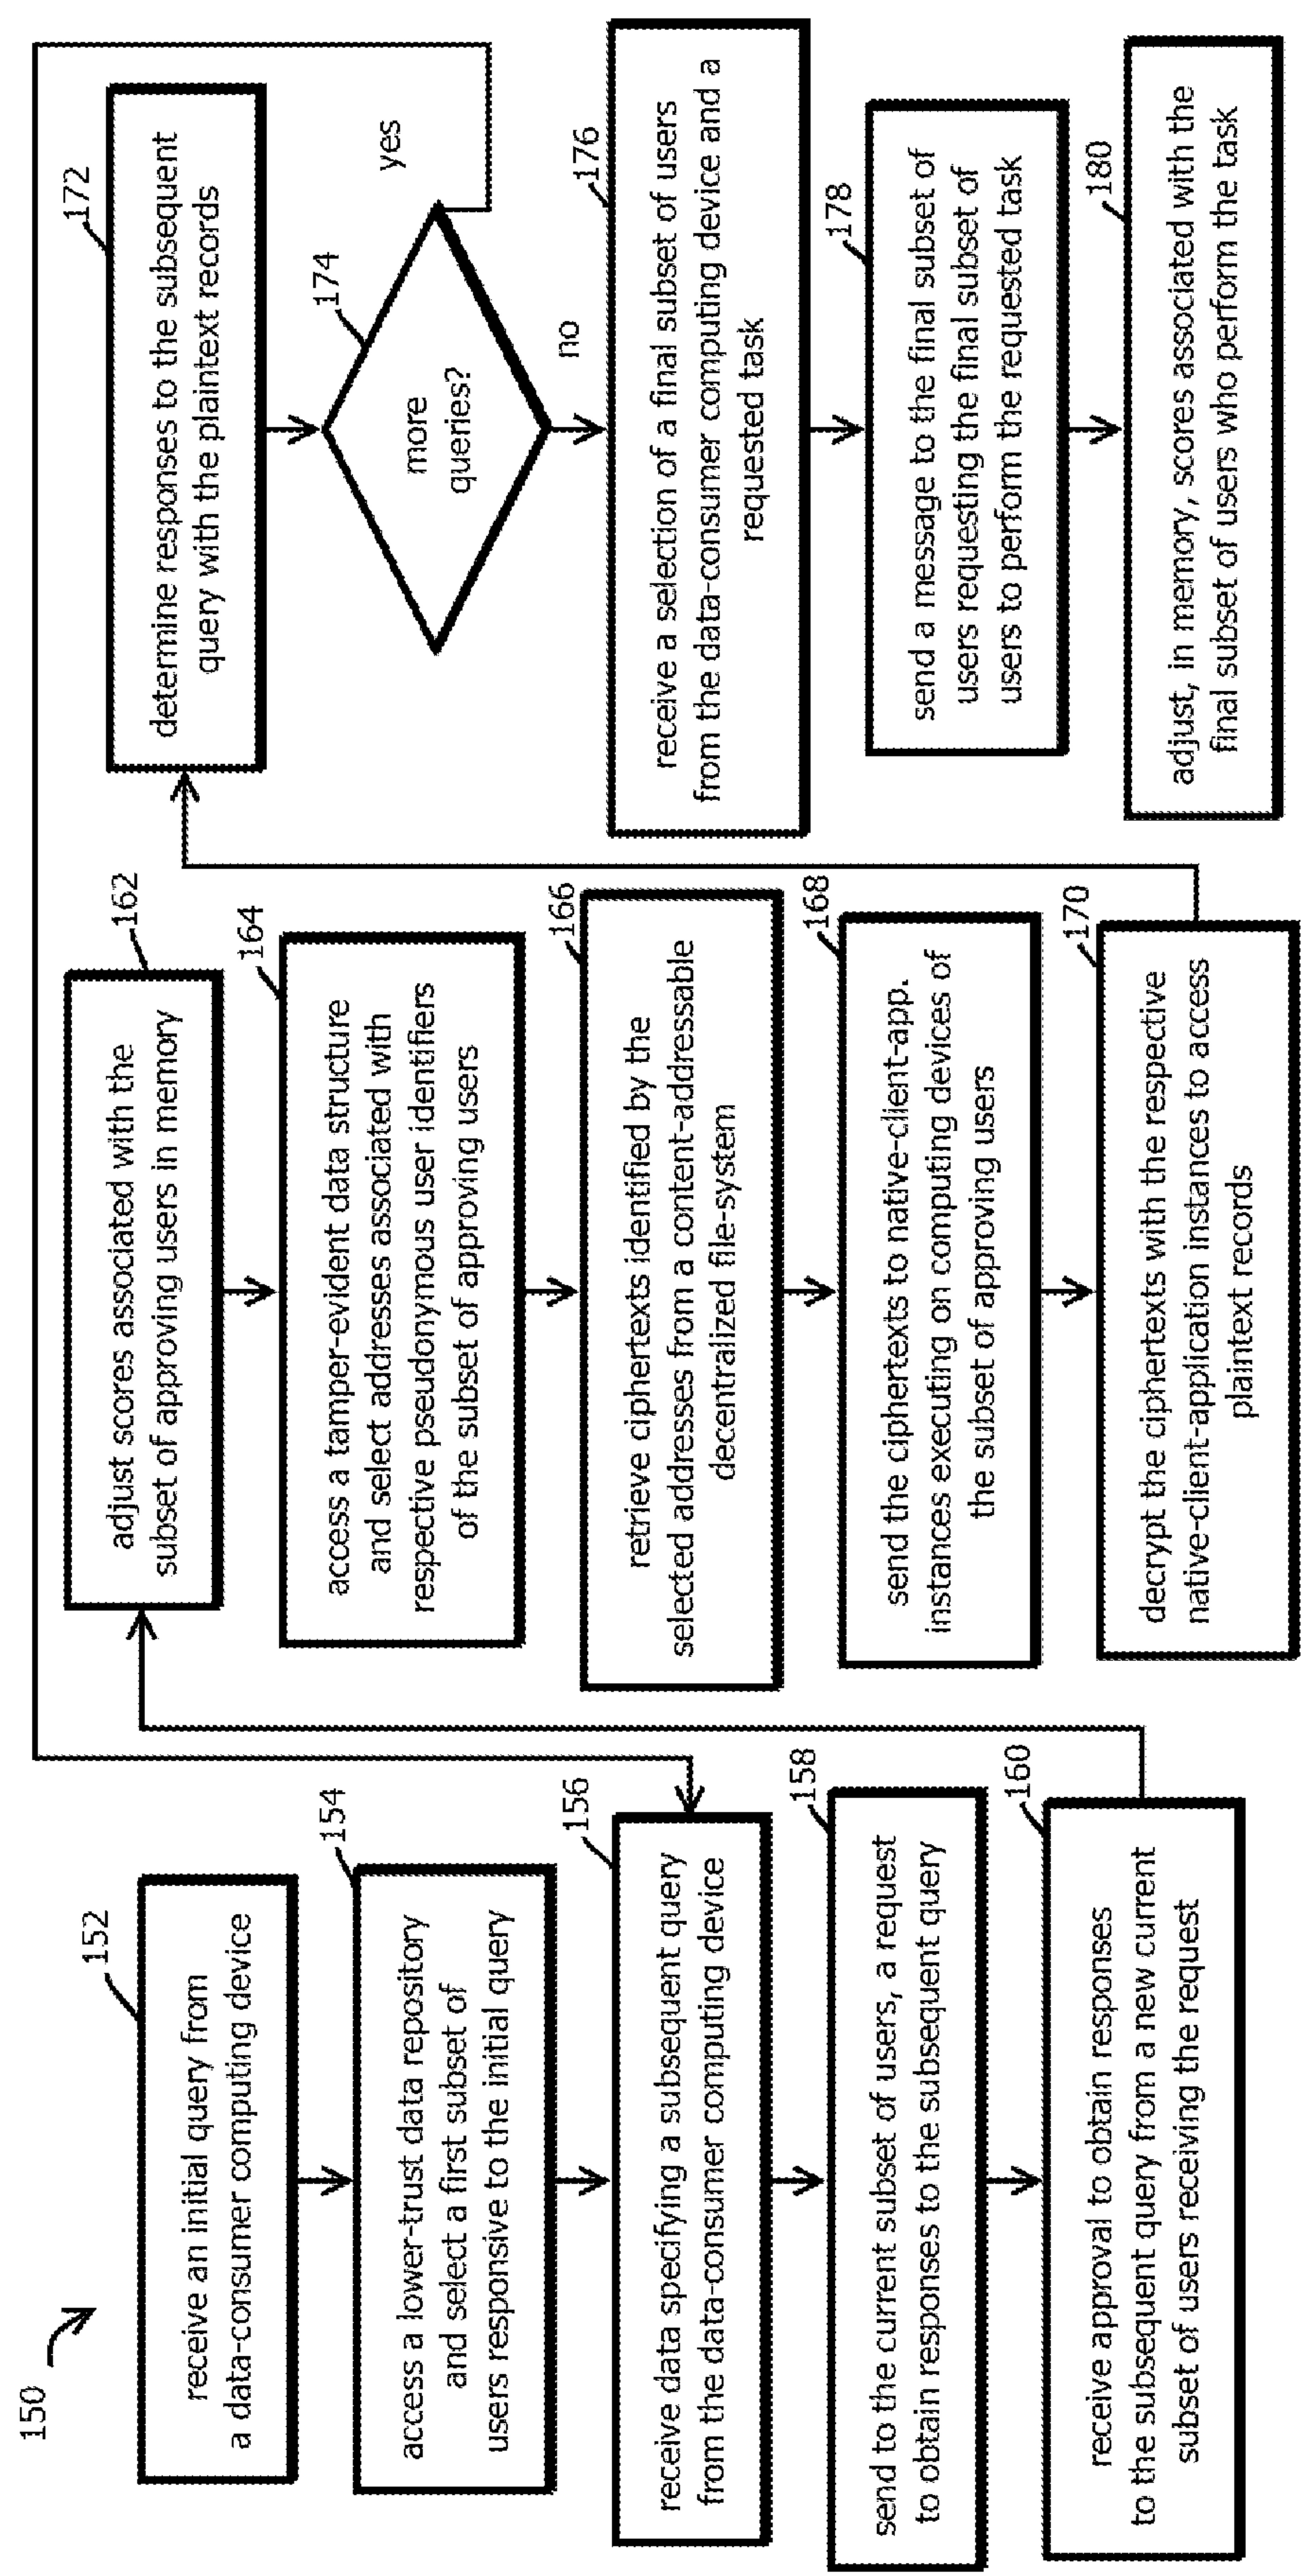 150
152
receive an initial query from
a data-consumer computing device
154
access a lower-trust data repository
and select a first subset of
users responsive to the initial query
156
receive data specifying a subsequent query
from the data-consumer computing device
158
send to the current subset of users, a request
to obtain responses to the subsequent query
160
receive approval to obtain responses
to the subsequent query from a new current
subset of users receiving the request
162
adjust scores associated with the
subset of approving users in memory
164
access a tamper-evident data structure
and select addresses associated with
respective pseudonymous user identifiers
of the subset of approving users
166
retrieve ciphertexts identified by the
selected addresses from a content-addressable
decentralized file-system
168
send the ciphertexts to native-client-app.
instances executing on computing devices of
the subset of approving users
170
decrypt the ciphertexts with the respective
native-client-application instances to access
plaintext records
172
determine responses to the subsequent
query with the plaintext records
174
more
queries?
yes
no
176
receive a selection of a final subset of users
from the data-consumer computing device and a
requested task
178
send a message to the final subset of
users requesting the final subset of
users to perform the requested task
180
adjust, in memory, scores associated with the
final subset of users who perform the task